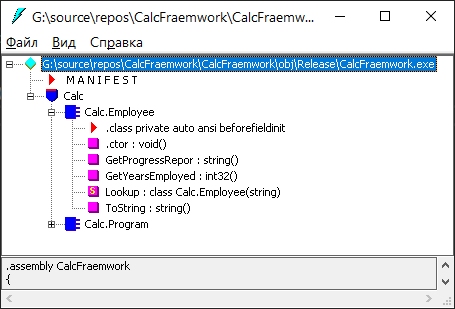 G:\source\repos\CalcFraemwork\CalcFraemw...
Файл Вид Справка
G:\source\repos\CalcFraemwork\CalcFraemwork\obj\Release\CalcFraemwork.exe
MANIFEST
Calc
Calc.Employee
.class private auto ansi beforefieldinit
.ctor : void()
GetProgressRepor : string()
GetYearsEmployed : int32()
Lookup : class Calc.Employee(string)
ToString : string()
Calc.Program
.assembly CalcFraemwork
{